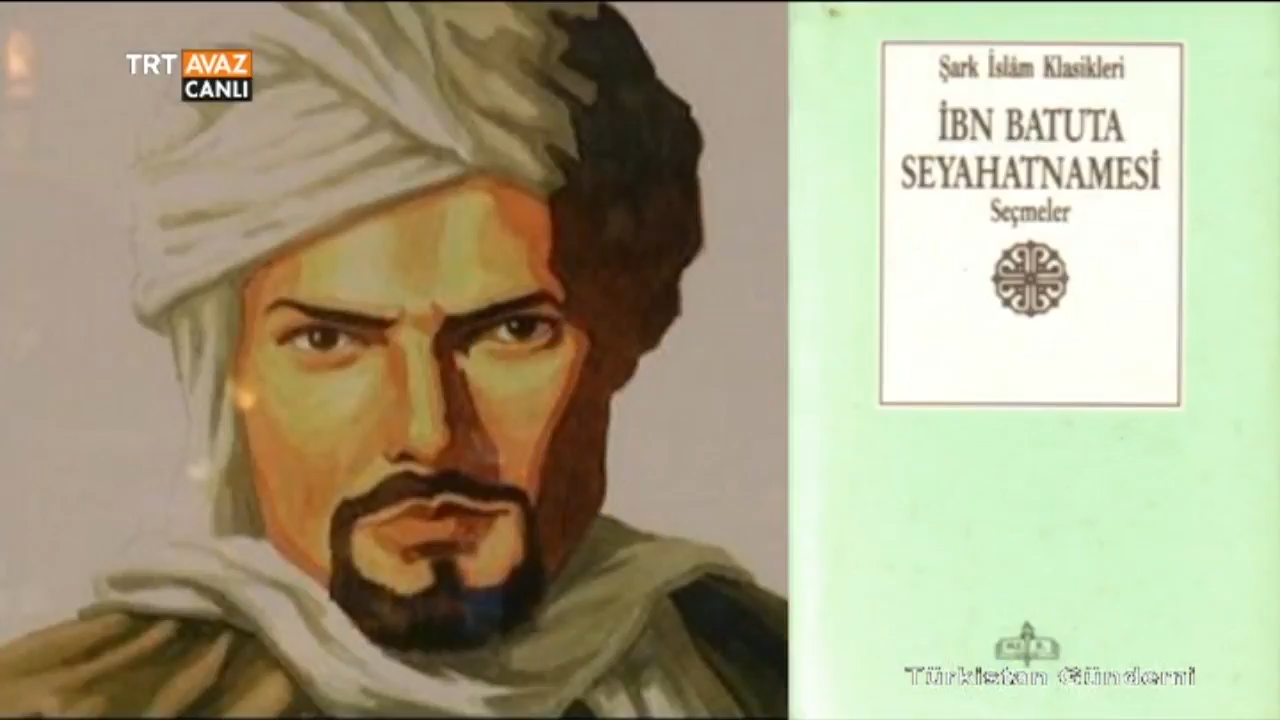 TRT AVAZ
CANLI
Şark İslâm Klasikleri
İBN BATUTA
SEYAHATNAMESİ
Seçmeler
Türkistan Gündemi